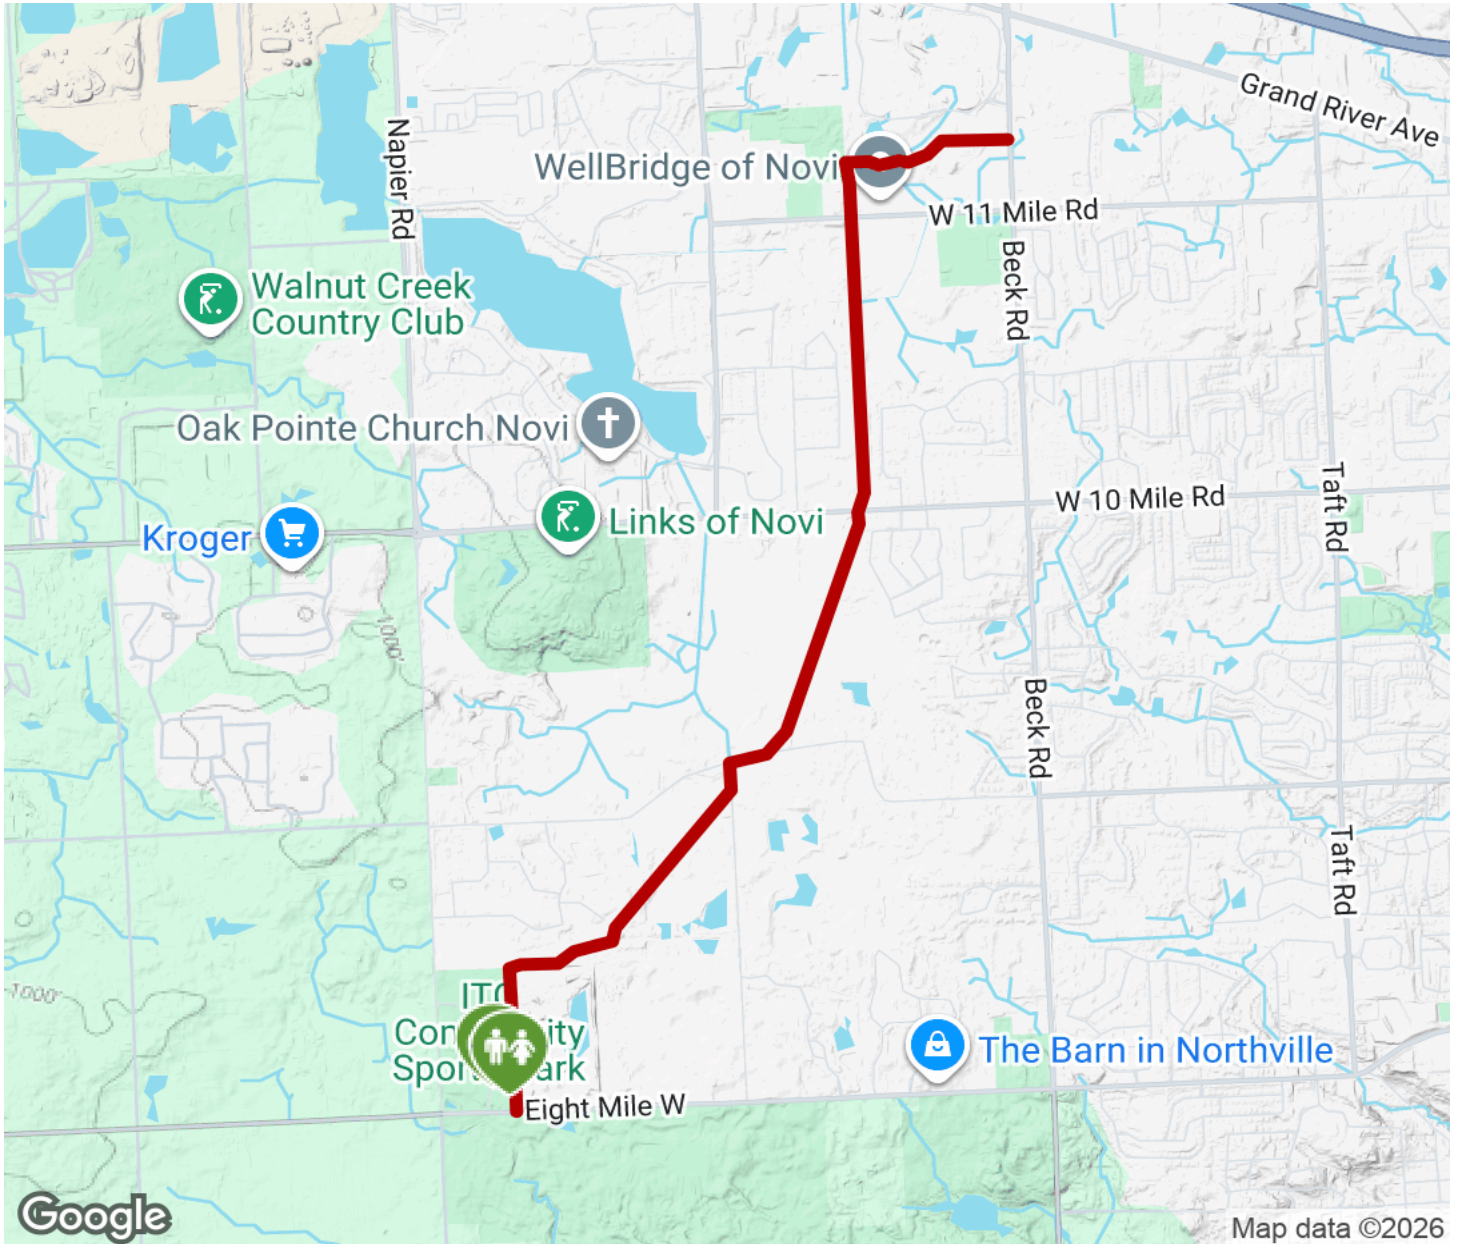 Grand River Ave
Napier Rd
WellBridge of Novi
W 11 Mile Rd
Beck Rd
Walnut Creek
Country Club
Oak Pointe Church Novi
Taft Rd
W 10 Mile Rd
Links of Novi
Kroger
1000'
Beck Rd
Taft Rd
1000'
The Barn in Northville
Eight Mile W
Google
Map data ©2026